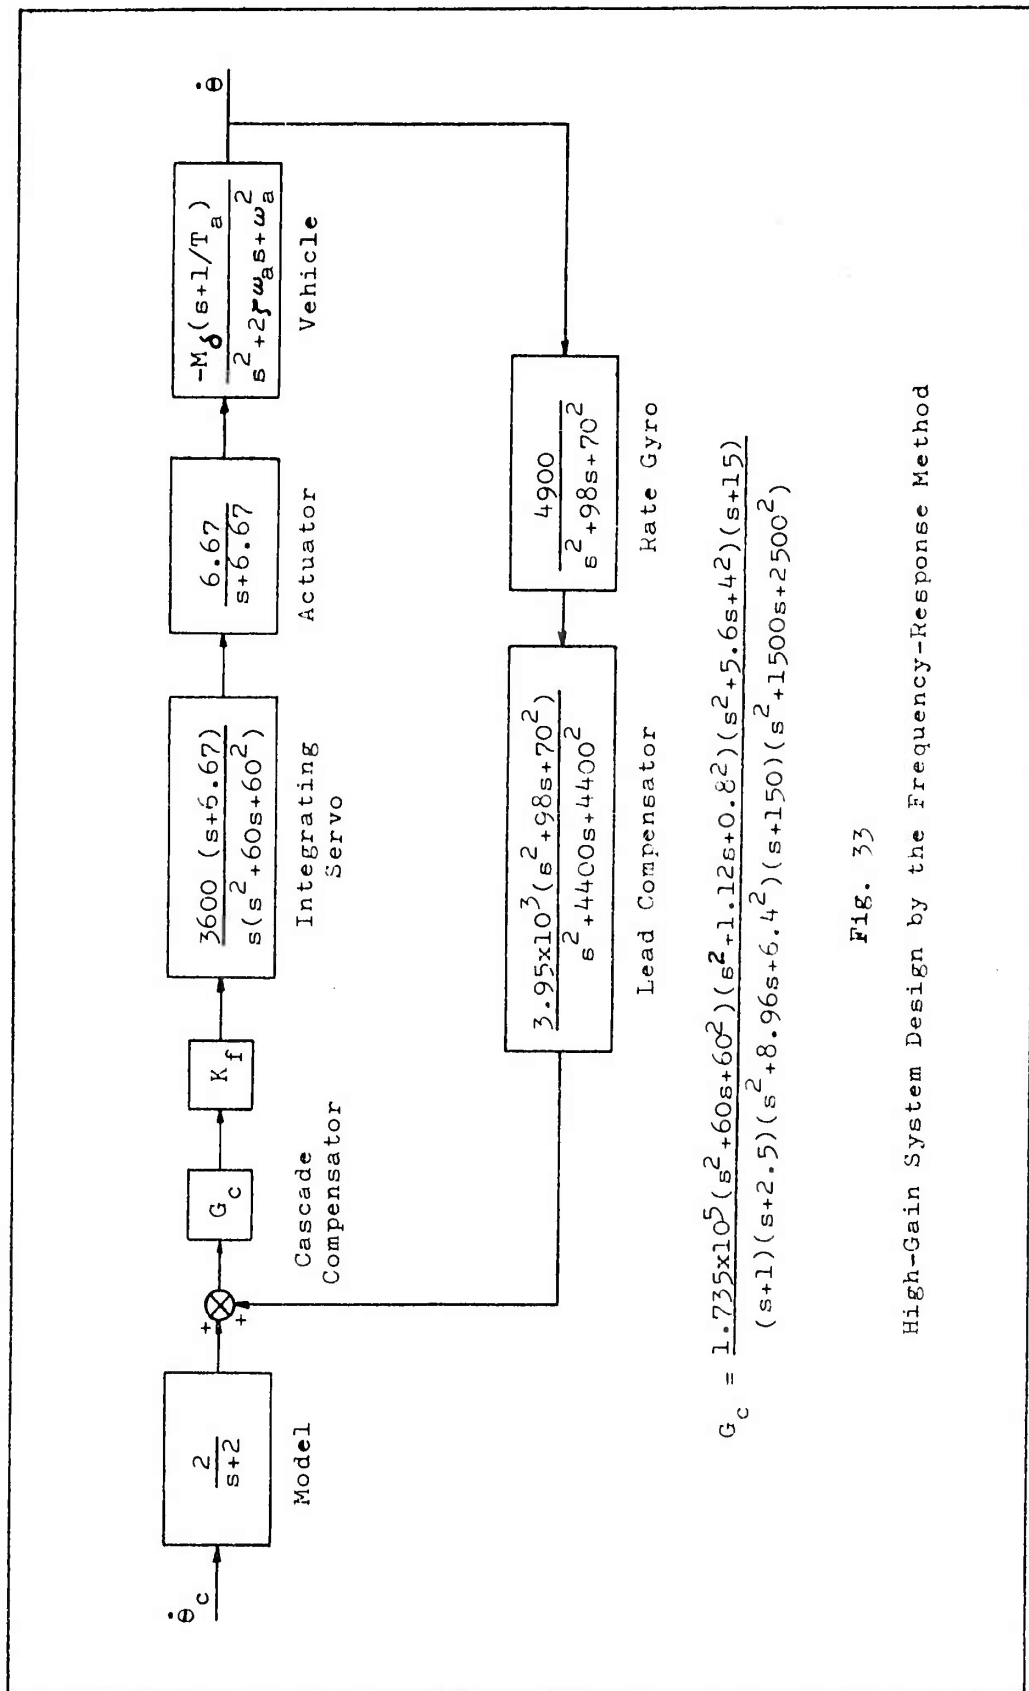 θ̇c
2
s+2
Model
+
+
Gc
Cascade
Compensator
Kf
3600 (s+6.67)
s(s²+60s+60²)
Integrating
Servo
6.67
s+6.67
Actuator
-Mδ(s+1/Ta)
s²+2ζωas+ωa²
Vehicle
θ̇
3.95x10³(s²+98s+70²)
s²+4400s+4400²
Lead Compensator
4900
s²+98s+70²
Rate Gyro
Gc = 1.735x10⁵(s²+60s+60²)(s²+1.12s+0.8²)(s²+5.6s+4²)(s+15)
(s+1)(s+2.5)(s²+8.96s+6.4²)(s+150)(s²+1500s+2500²)
Fig. 33
High-Gain System Design by the Frequency-Response Method